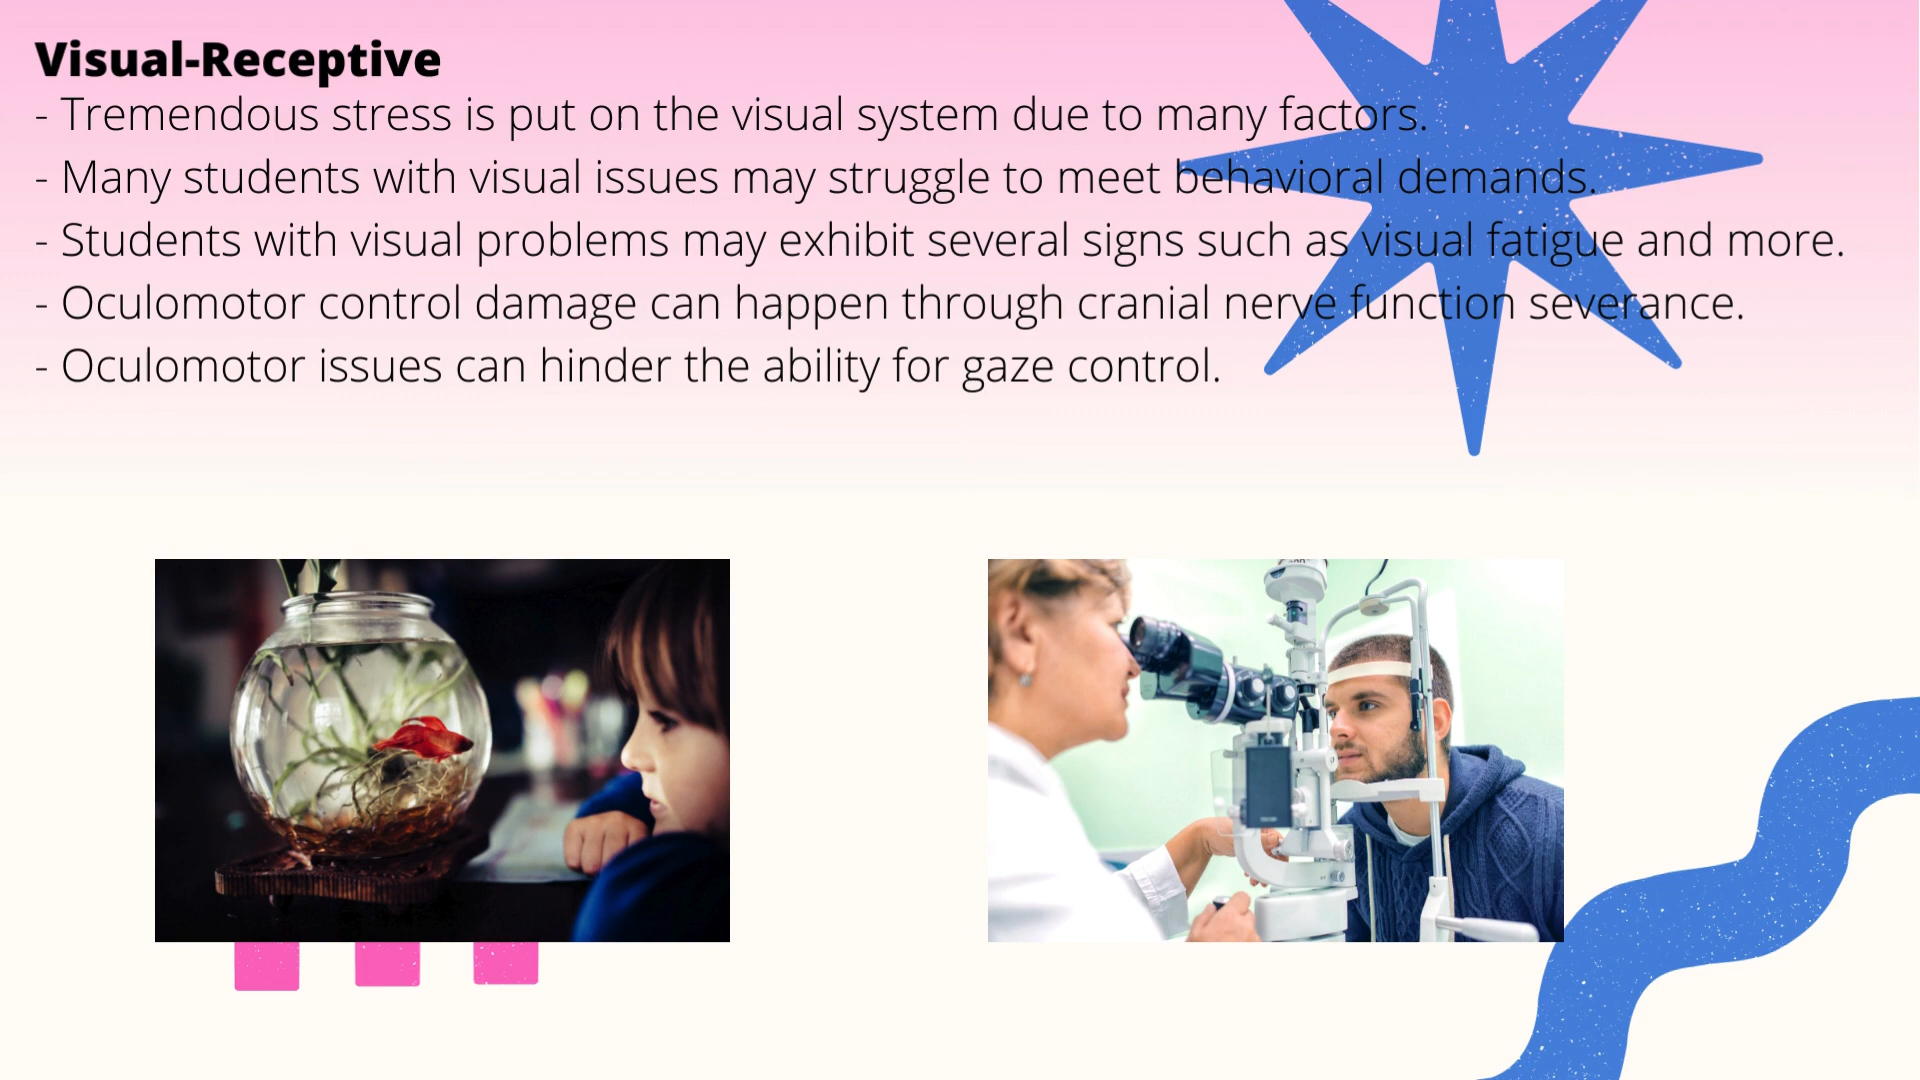 Visual-Receptive
- Tremendous stress is put on the visual system due to many factors.
- Many students with visual issues may struggle to meet behavioral demands.
- Students with visual problems may exhibit several signs such as visual fatigue and more.
- Oculomotor control damage can happen through cranial nerve function severance.
- Oculomotor issues can hinder the ability for gaze control.